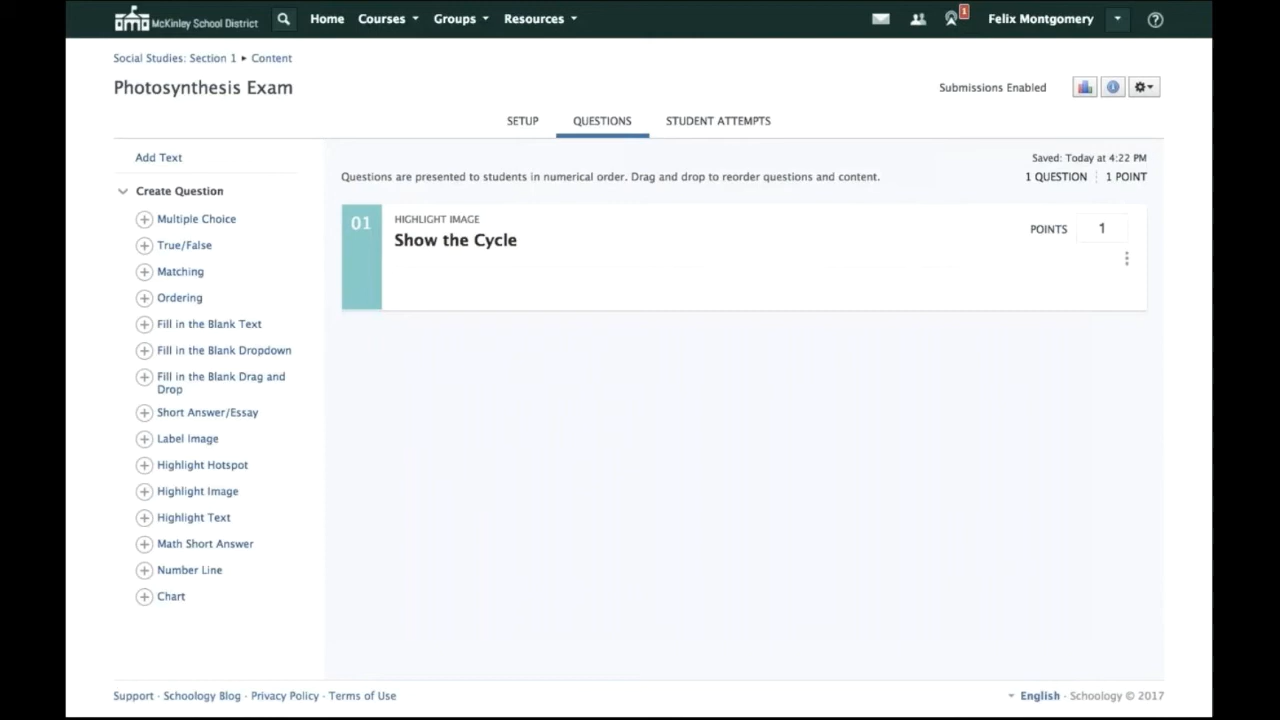 McKinley School District
Home Courses Groups Resources
1
Felix Montgomery
Social Studies: Section 1 ▸ Content
Photosynthesis Exam
Submissions Enabled
SETUP QUESTIONS STUDENT ATTEMPTS
Add Text
Create Question
Multiple Choice
True/False
Matching
Ordering
Fill in the Blank Text
Fill in the Blank Dropdown
Fill in the Blank Drag and
Drop
Short Answer/Essay
Label Image
Highlight Hotspot
Highlight Image
Highlight Text
Math Short Answer
Number Line
Chart
Saved: Today at 4:22 PM
Questions are presented to students in numerical order. Drag and drop to reorder questions and content.
1 QUESTION 1 POINT
01
HIGHLIGHT IMAGE
Show the Cycle
POINTS 1
Support · Schoology Blog · Privacy Policy · Terms of Use
English · Schoology © 2017